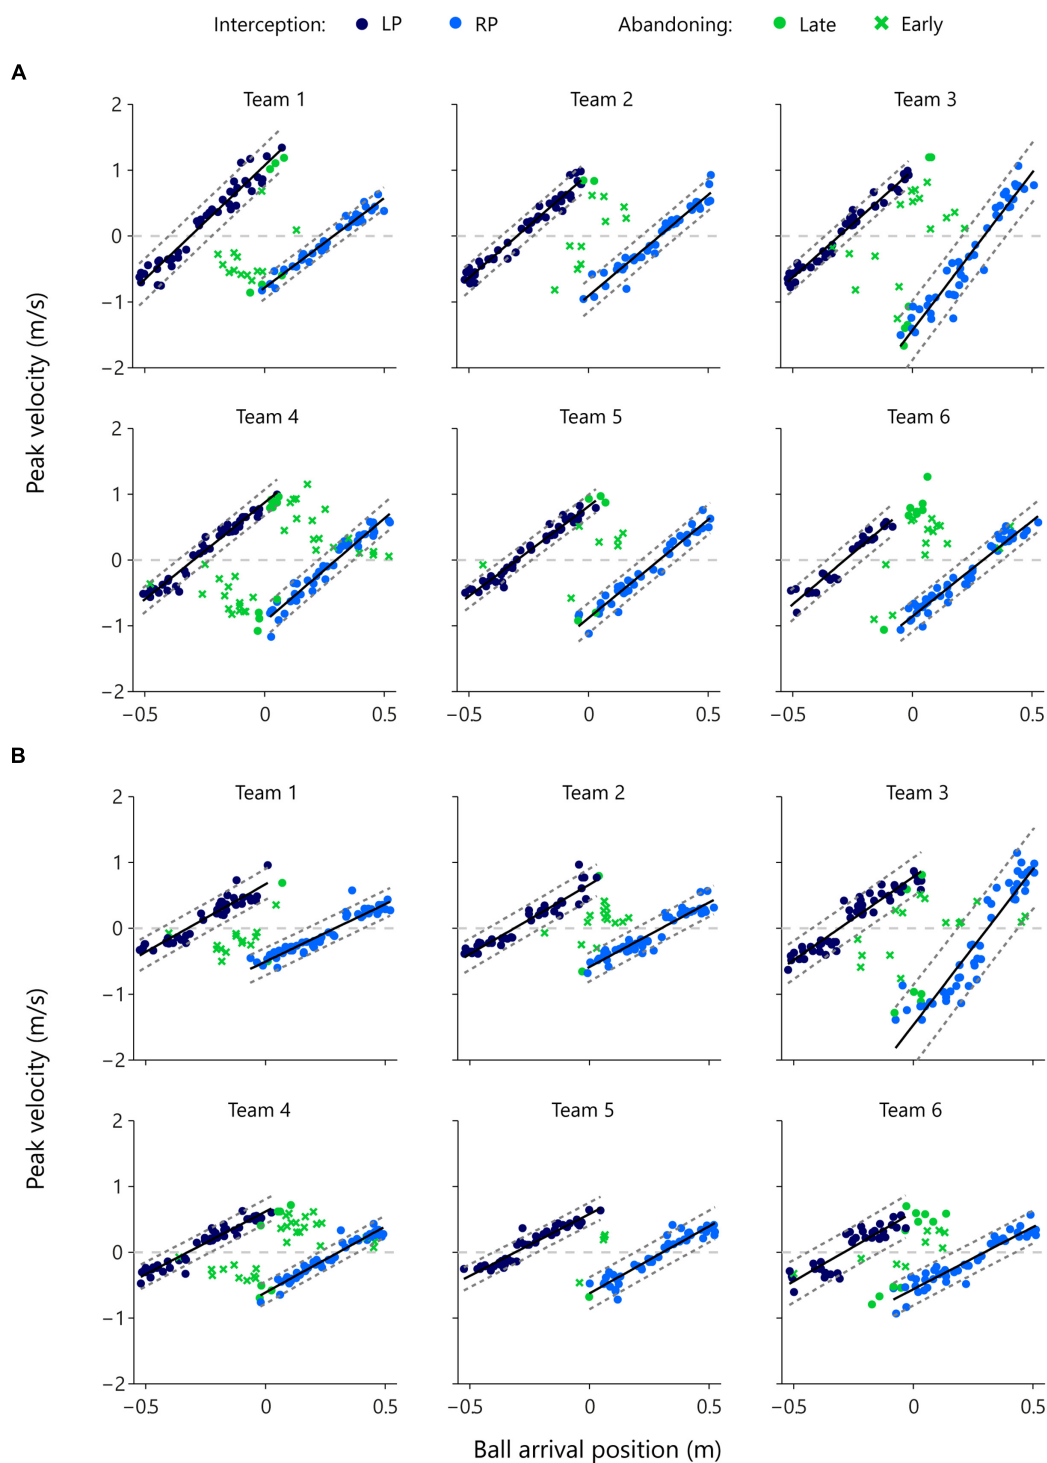 Interception: LP RP Abandoning: Late Early
A
Team 1 Team 2 Team 3
2
1
0
−1
−2
Team 4 Team 5 Team 6
2
1
0
−1
−2
−0.5 0 0.5 −0.5 0 0.5 −0.5 0 0.5
Peak velocity (m/s)
B
Team 1 Team 2 Team 3
2
1
0
−1
−2
Team 4 Team 5 Team 6
2
1
0
−1
−2
−0.5 0 0.5 −0.5 0 0.5 −0.5 0 0.5
Peak velocity (m/s)
Ball arrival position (m)